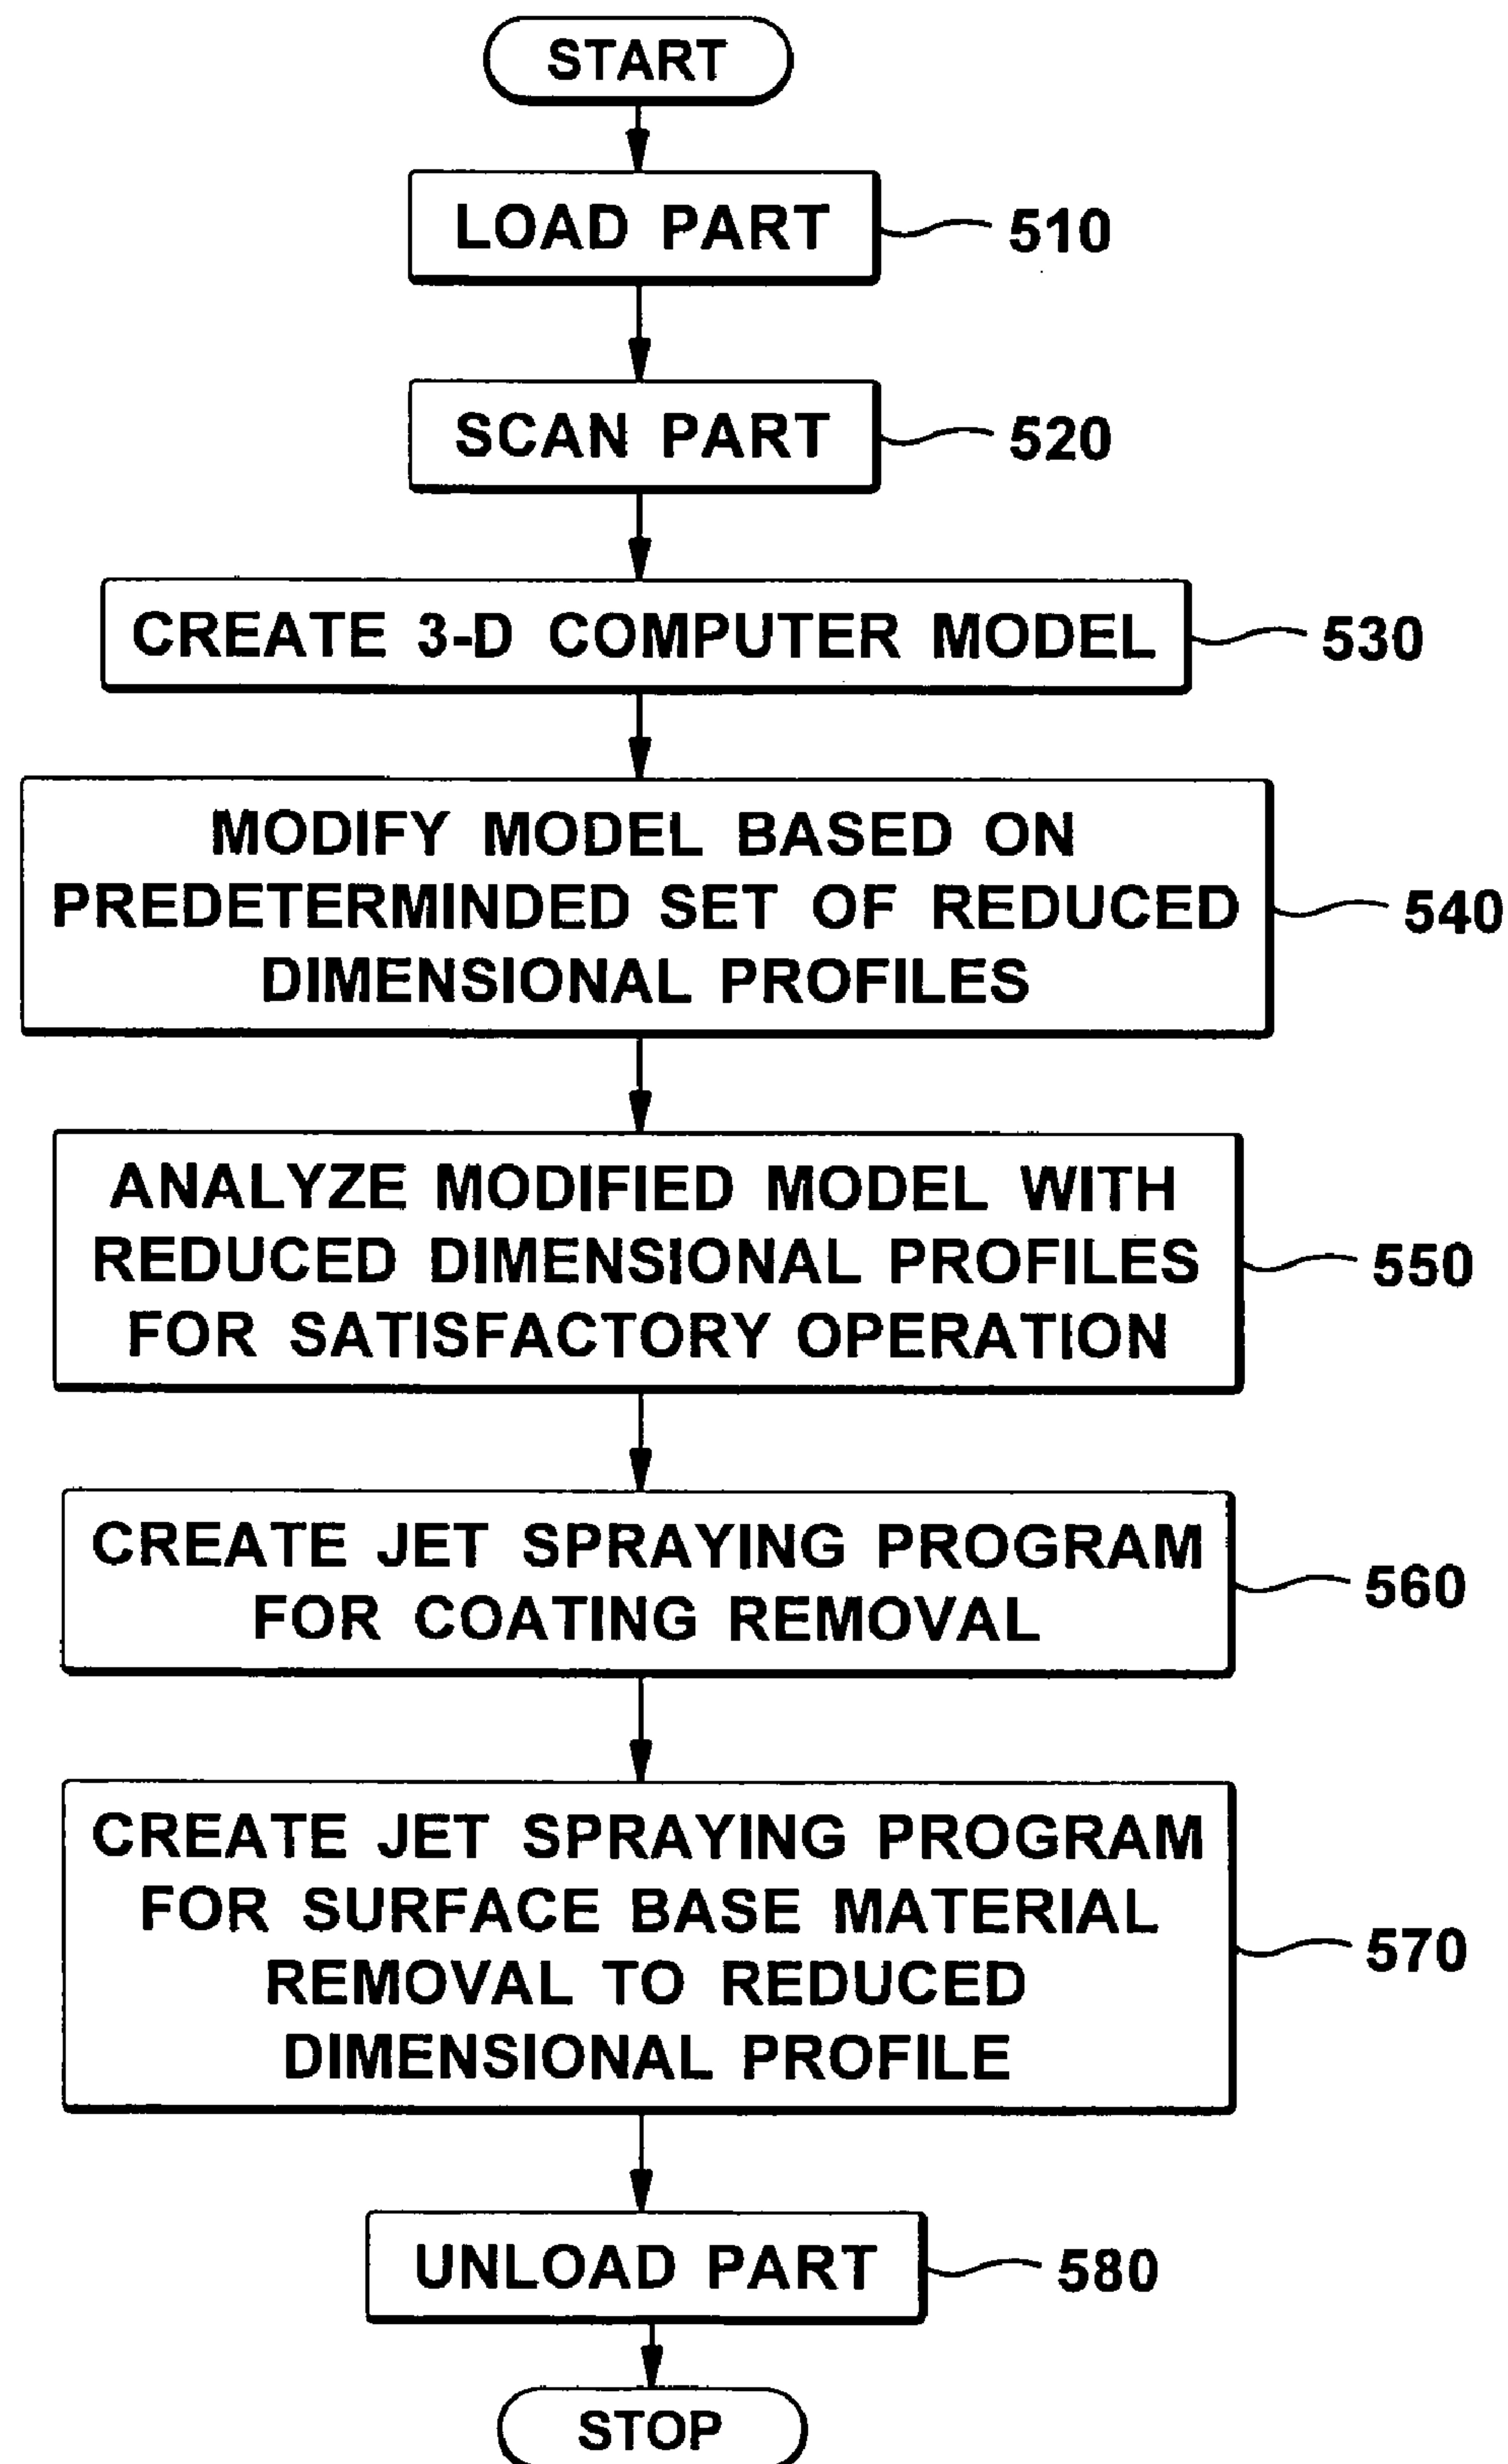 START
LOAD PART
510
SCAN PART
520
CREATE 3-D COMPUTER MODEL
530
MODIFY MODEL BASED ON
PREDETERMINDED SET OF REDUCED
DIMENSIONAL PROFILES
540
ANALYZE MODIFIED MODEL WITH
REDUCED DIMENSIONAL PROFILES
FOR SATISFACTORY OPERATION
550
CREATE JET SPRAYING PROGRAM
FOR COATING REMOVAL
560
CREATE JET SPRAYING PROGRAM
FOR SURFACE BASE MATERIAL
REMOVAL TO REDUCED
DIMENSIONAL PROFILE
570
UNLOAD PART
580
STOP